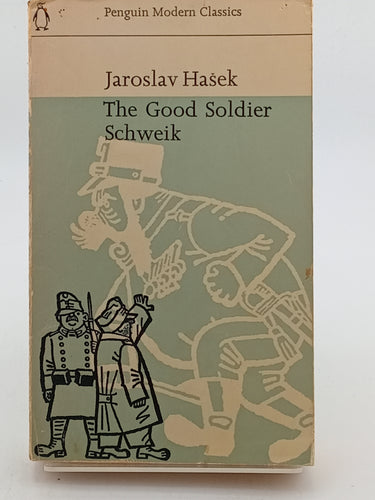 Penguin Modern Classics
Jaroslav Hašek
The Good Soldier
Schweik